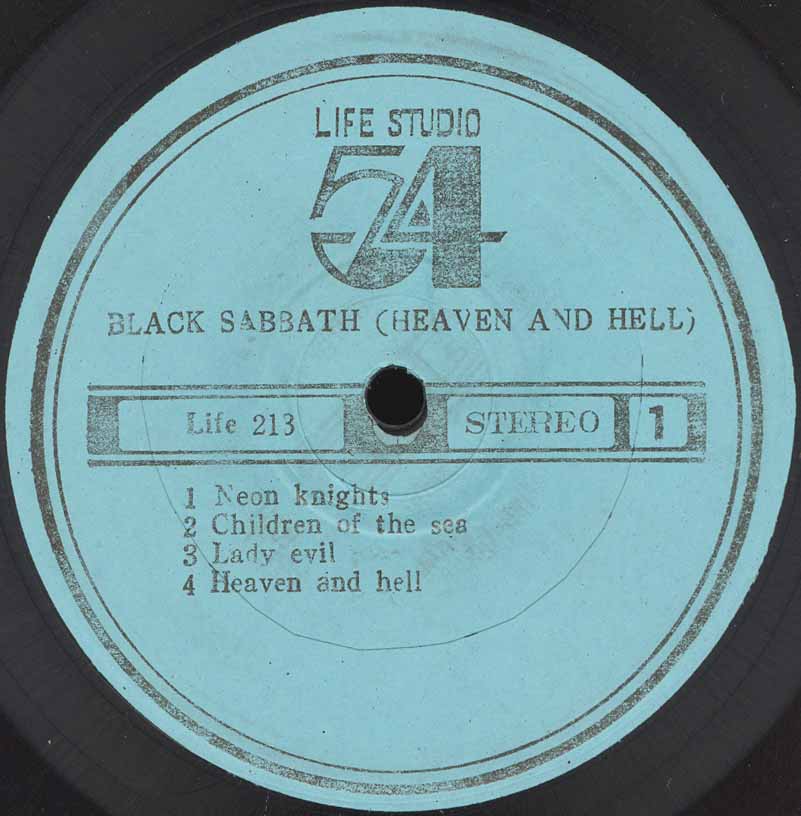 LIFE STUDIO
54
BLACK SABBATH (HEAVEN AND HELL)
Life 213 STEREO 1
1 Neon knights
2 Children of the sea
3 Lady evil
4 Heaven and hell